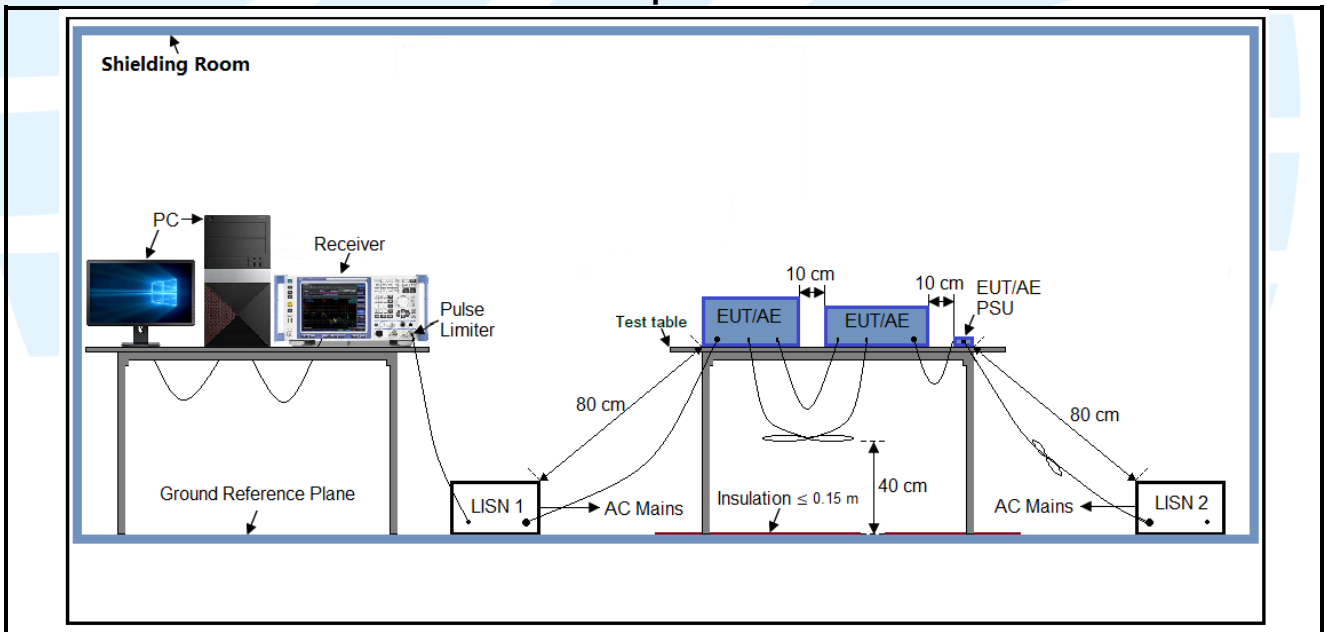 Shielding Room
PC
Receiver
Pulse
Limiter
10 cm
10 cm
EUT/AE
PSU
Test table
EUT/AE
EUT/AE
80 cm
80 cm
40 cm
Ground Reference Plane
LISN 1
AC Mains
Insulation ≤ 0.15 m
AC Mains
LISN 2